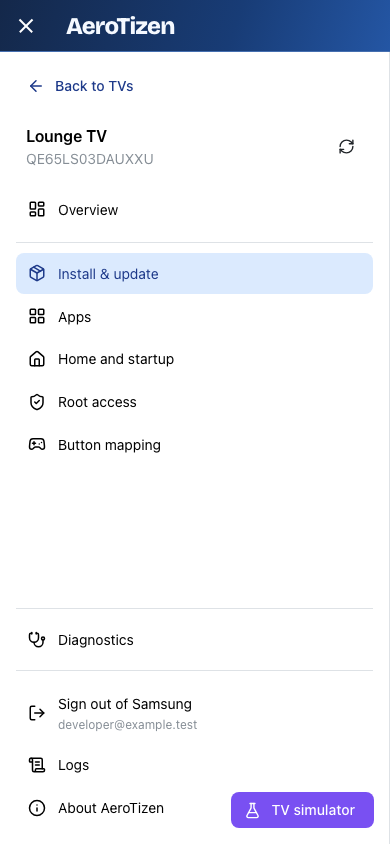 AeroTizen
Back to TVs
Lounge TV
QE65LS03DAUXXU
Overview
Install & update
Apps
Home and startup
Root access
Button mapping
Diagnostics
Sign out of Samsung
developer@example.test
Logs
About AeroTizen
TV simulator